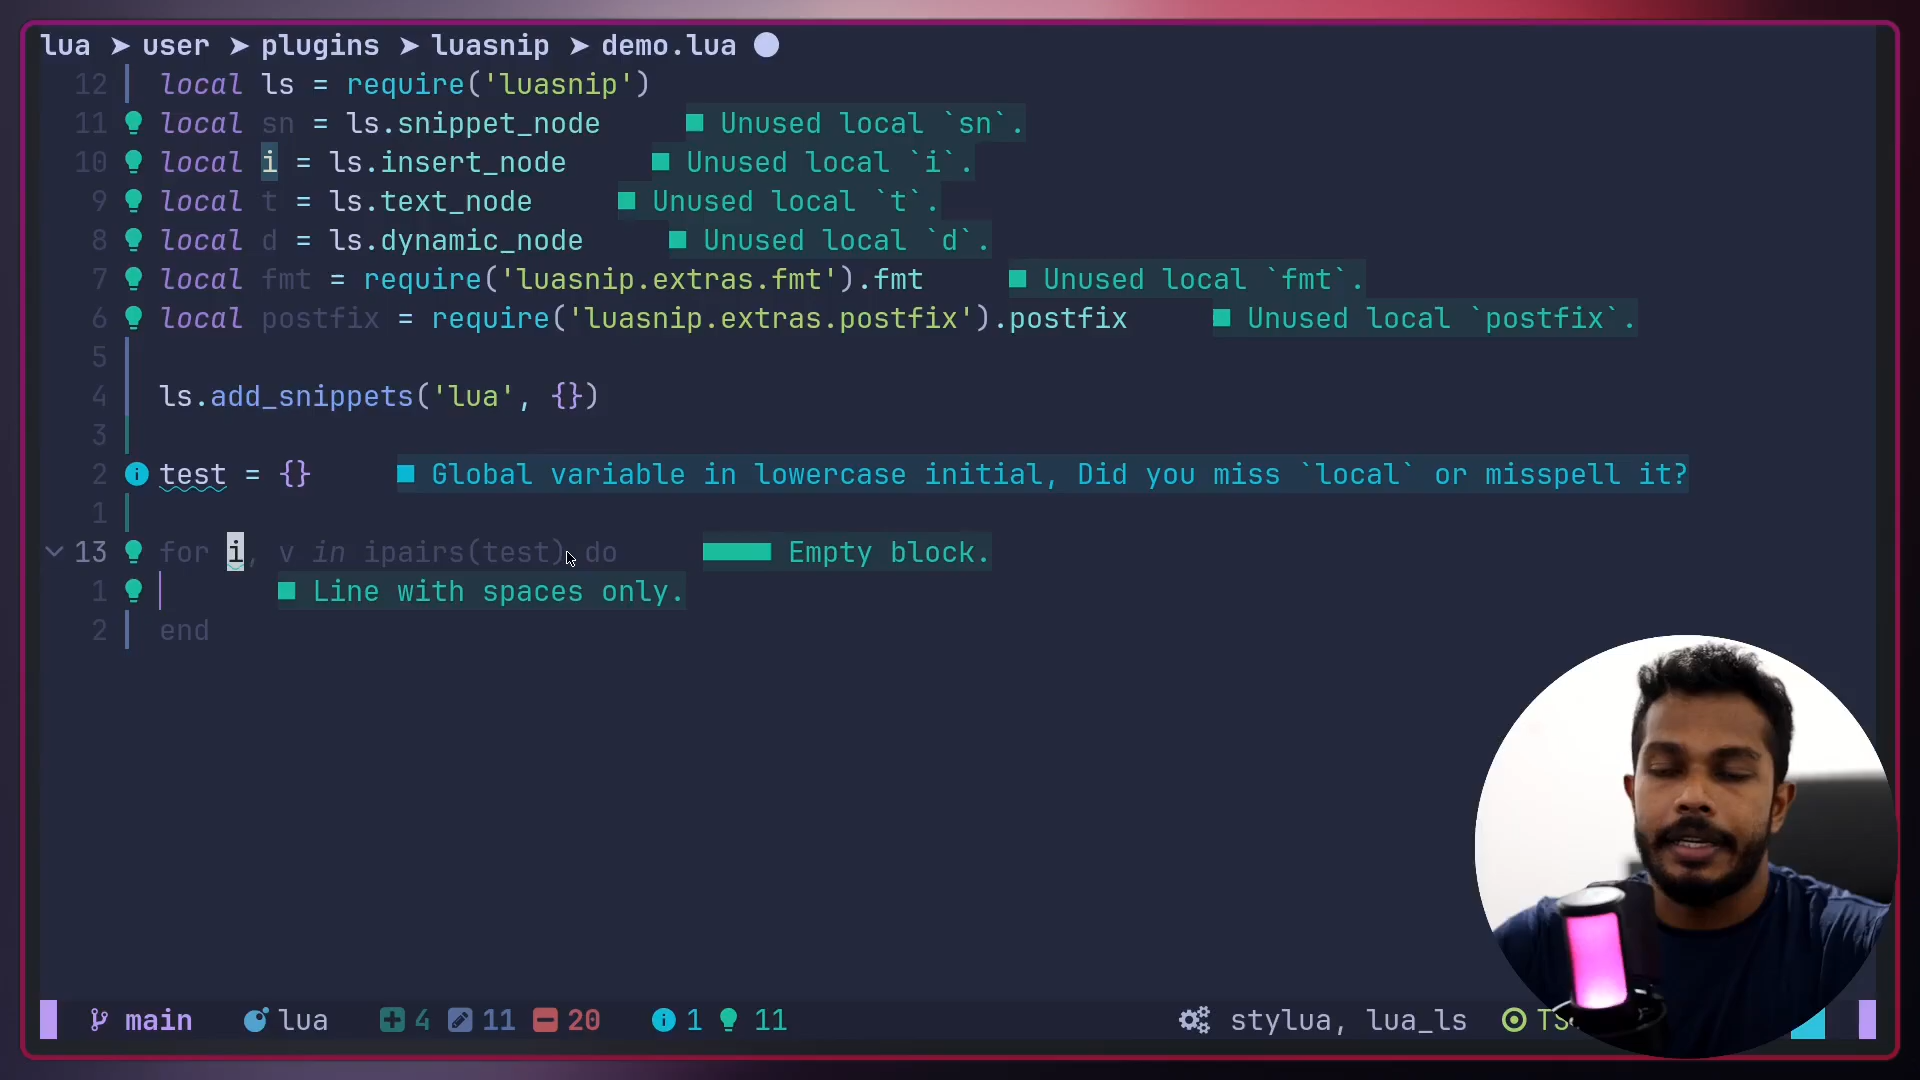 lua ➤ user ➤ plugins ➤ luasnip ➤ demo.lua
12 local ls = require('luasnip')
11 local sn = ls.snippet_node ■ Unused local `sn`.
10 local i = ls.insert_node ■ Unused local `i`.
9 local t = ls.text_node ■ Unused local `t`.
8 local d = ls.dynamic_node ■ Unused local `d`.
7 local fmt = require('luasnip.extras.fmt').fmt ■ Unused local `fmt`.
6 local postfix = require('luasnip.extras.postfix').postfix ■ Unused local `postfix`.
5
4 ls.add_snippets('lua', {})
3
2 test = {} ■ Global variable in lowercase initial, Did you miss `local` or misspell it?
1
13 for i, v in ipairs(test) do ■■■■ Empty block.
1 ■ Line with spaces only.
2 end
main lua 4 11 20 1 11 stylua, lua_ls